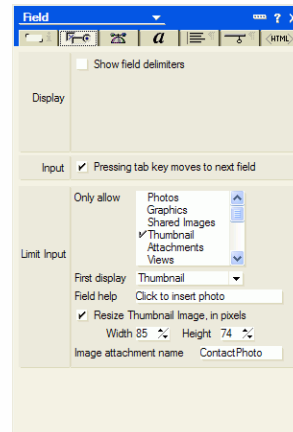 Field ?
a <HTML>
Show field delimiters
Display
Input Pressing tab key moves to next field
Only allow Photos
Graphics
Shared Images
Thumbnail
Attachments
Limit Input Views
First display Thumbnail
Field help Click to insert photo
Resize Thumbnail Image, in pixels
Width 85 Height 74
Image attachment name ContactPhoto